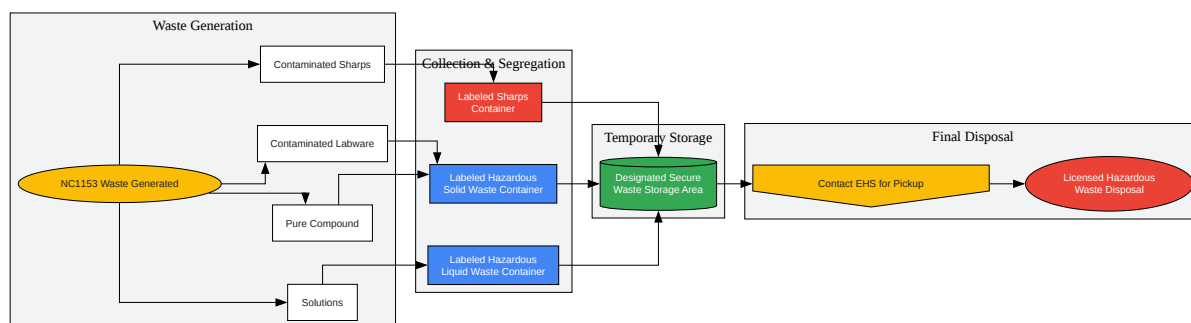 Waste Generation
Contaminated Sharps
Contaminated Labware
NC1153 Waste Generated
Pure Compound
Solutions
Collection & Segregation
Labeled Sharps
Container
Labeled Hazardous
Solid Waste Container
Labeled Hazardous
Liquid Waste Container
Temporary Storage
Designated Secure
Waste Storage Area
Final Disposal
Contact EHS for Pickup
Licensed Hazardous
Waste Disposal